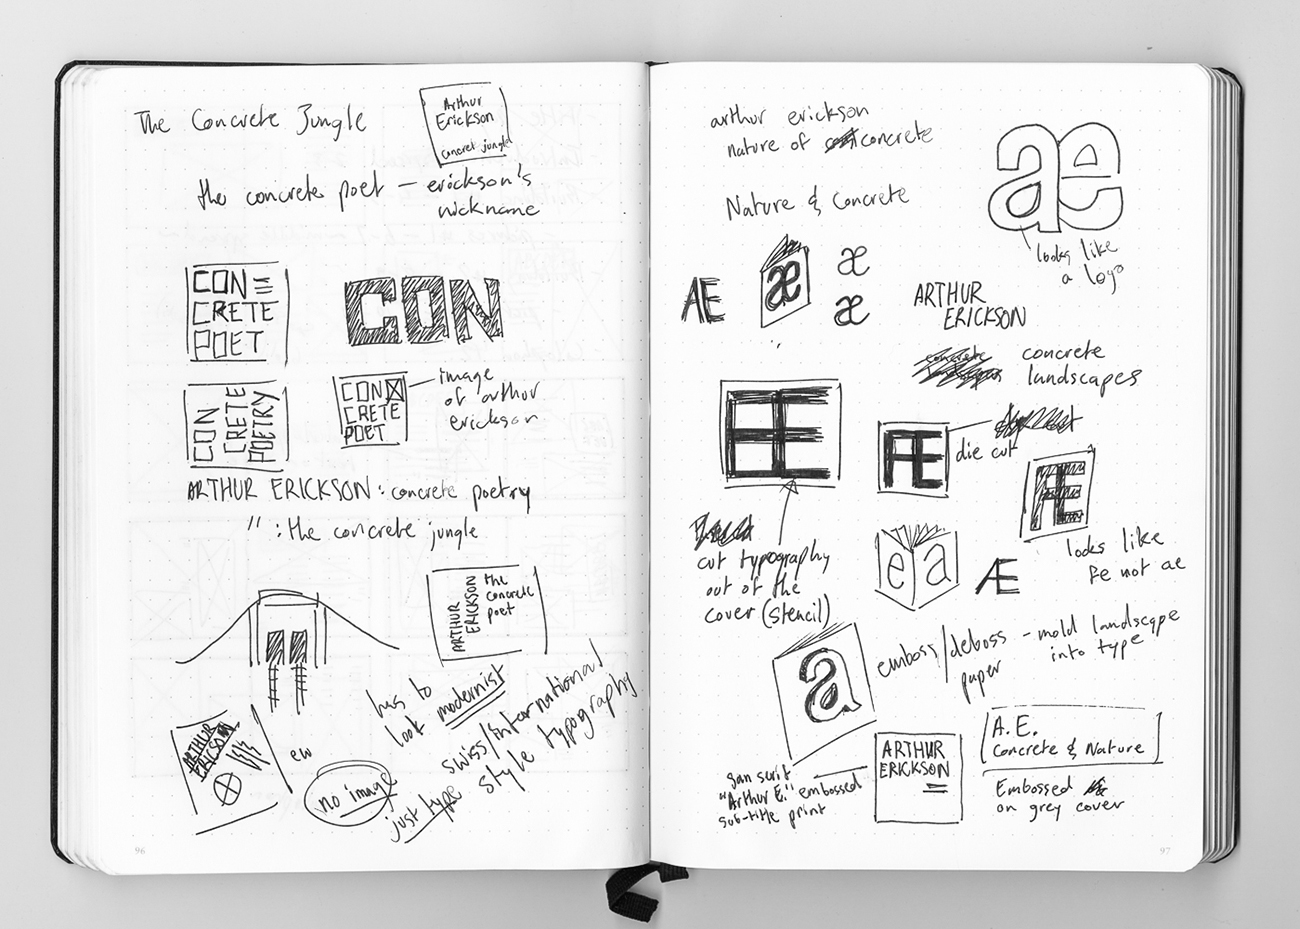 The Concrete Jungle
Arthur
Erickson
concret jungle
the concrete poet — erickson's
nickname
CON
CRETE
POET
CON
CON
CRETE
POETRY
CON
CRETE
POET
image
of arthur
erickson
ARTHUR ERICKSON: concrete poetry
" : the concrete jungle
ARTHUR
ERICKSON
the
concrete
poet
has to
look modernist
swiss/international
style typography
ARTHUR
ERICSON
ew
no image
just type
96
arthur erickson
nature of concrete
Nature & Concrete
æ
looks like
a logo
AE
æ
æ
æ
ARTHUR
ERICKSON
concrete
landscapes
concrete
landscapes
Æ
cut typography
out of the
cover (stencil)
Æ
die cut
Æ
looks like
Fe not ae
e a
Æ
a
emboss/deboss
paper
- mold landscape
into type
san serif
"Arthur E." embossed
sub-title print
ARTHUR
ERICKSON
A.E.
Concrete & Nature
Embossed
on grey cover
97